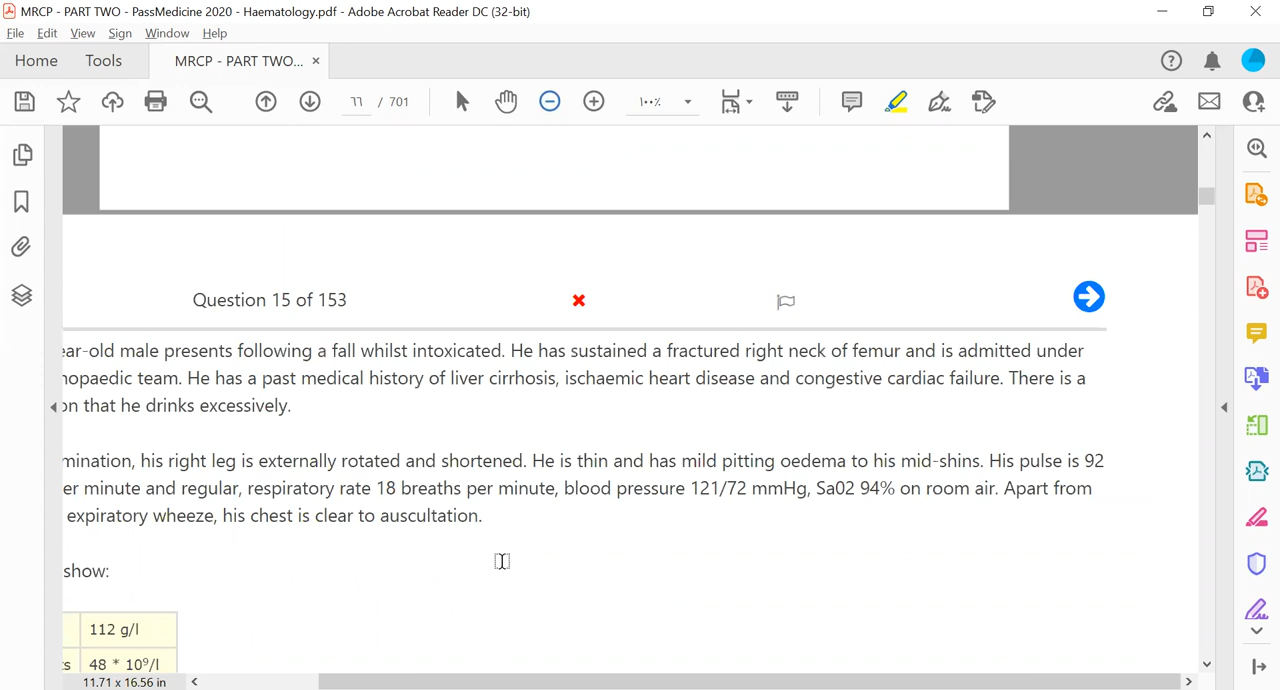 MRCP - PART TWO - PassMedicine 2020 - Haematology.pdf - Adobe Acrobat Reader DC (32-bit)
File Edit View Sign Window Help
Home Tools MRCP - PART TWO... ×
٦٦ / 701 ١٠٠٪
Question 15 of 153
ear-old male presents following a fall whilst intoxicated. He has sustained a fractured right neck of femur and is admitted under
hopaedic team. He has a past medical history of liver cirrhosis, ischaemic heart disease and congestive cardiac failure. There is a
on that he drinks excessively.
mination, his right leg is externally rotated and shortened. He is thin and has mild pitting oedema to his mid-shins. His pulse is 92
er minute and regular, respiratory rate 18 breaths per minute, blood pressure 121/72 mmHg, Sa02 94% on room air. Apart from
expiratory wheeze, his chest is clear to auscultation.
show:
112 g/l
ts 48 * 10⁹/l
11.71 x 16.56 in